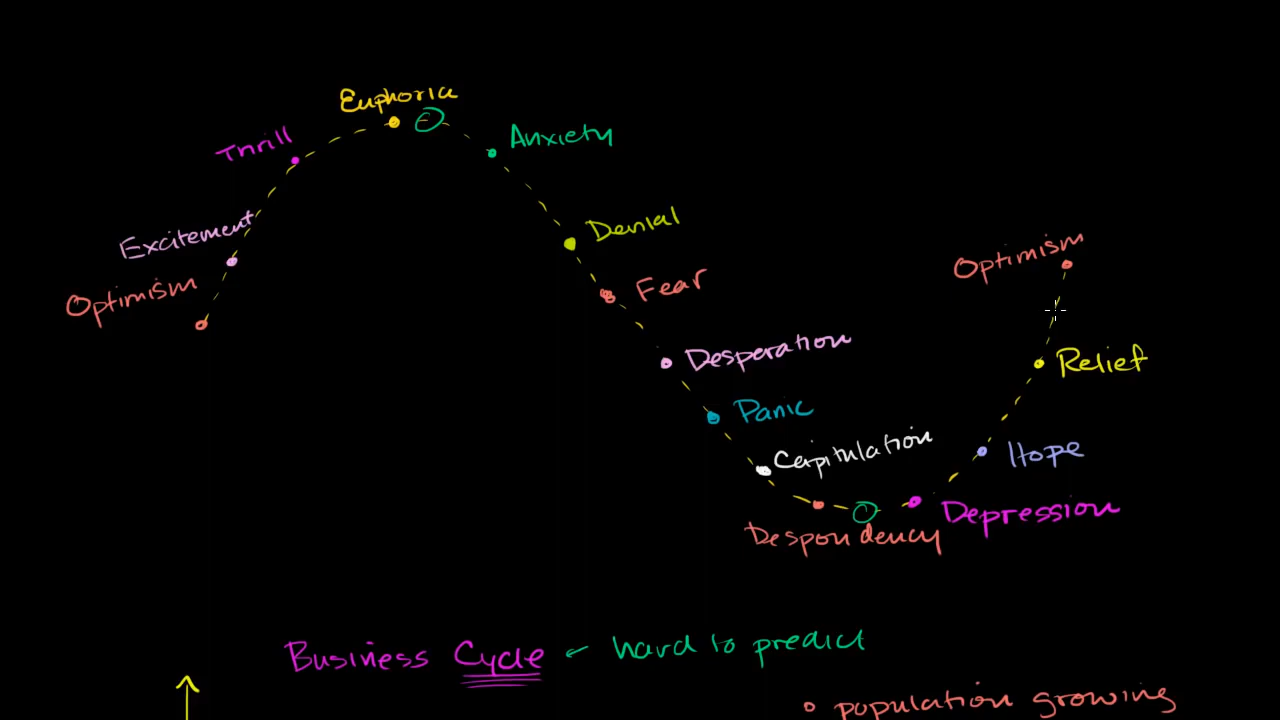 Euphoria
Thrill
Anxiety
Excitement
Denial
Optimism
Fear
Optimism
Desperation
Relief
Panic
Capitulation
Hope
Depression
Despondency
Business Cycle ← hard to predict
population growing